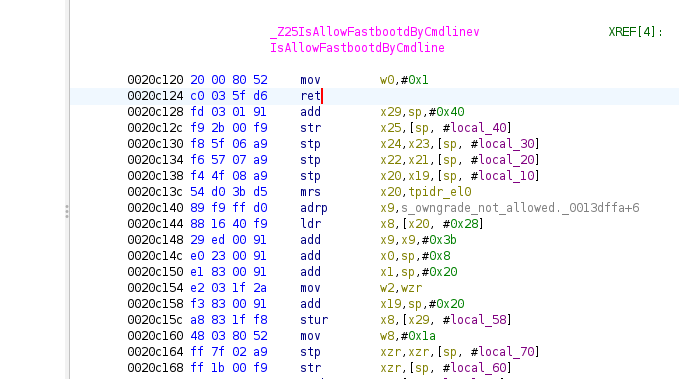 _Z25IsAllowFastbootdByCmdlinev XREF[4]:
IsAllowFastbootdByCmdline
0020c120 20 00 80 52 mov w0,#0x1
0020c124 c0 03 5f d6 ret
0020c128 fd 03 01 91 add x29,sp,#0x40
0020c12c f9 2b 00 f9 str x25,[sp, #local_40]
0020c130 f8 5f 06 a9 stp x24,x23,[sp, #local_30]
0020c134 f6 57 07 a9 stp x22,x21,[sp, #local_20]
0020c138 f4 4f 08 a9 stp x20,x19,[sp, #local_10]
0020c13c 54 d0 3b d5 mrs x20,tpidr_el0
0020c140 89 f9 ff d0 adrp x9,s_owngrade_not_allowed._0013dffa+6
0020c144 88 16 40 f9 ldr x8,[x20, #0x28]
0020c148 29 ed 00 91 add x9,x9,#0x3b
0020c14c e0 23 00 91 add x0,sp,#0x8
0020c150 e1 83 00 91 add x1,sp,#0x20
0020c154 e2 03 1f 2a mov w2,wzr
0020c158 f3 83 00 91 add x19,sp,#0x20
0020c15c a8 83 1f f8 stur x8,[x29, #local_58]
0020c160 48 03 80 52 mov w8,#0x1a
0020c164 ff 7f 02 a9 stp xzr,xzr,[sp, #local_70]
0020c168 ff 1b 00 f9 str xzr,[sp, #local_60]